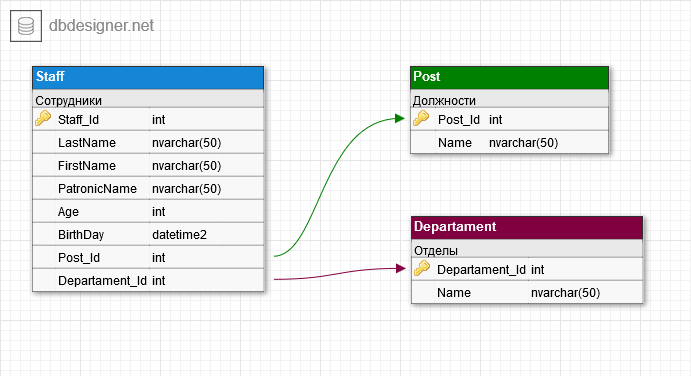 dbdesigner.net
Staff
Сотрудники
Staff_Id int
LastName nvarchar(50)
FirstName nvarchar(50)
PatronicName nvarchar(50)
Age int
BirthDay datetime2
Post_Id int
Departament_Id int
Post
Должности
Post_Id int
Name nvarchar(50)
Departament
Отделы
Departament_Id int
Name nvarchar(50)